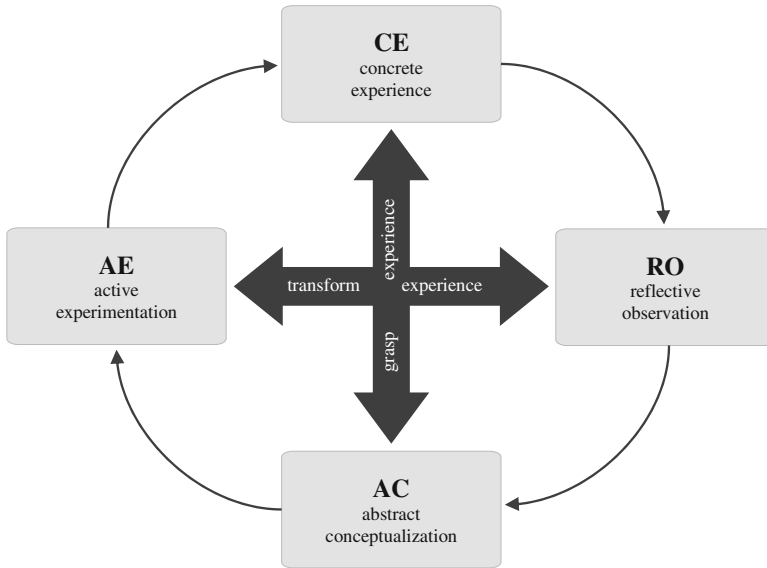 CE
concrete
experience
AE
active
experimentation
transform
experience
experience
grasp
RO
reflective
observation
AC
abstract
conceptualization